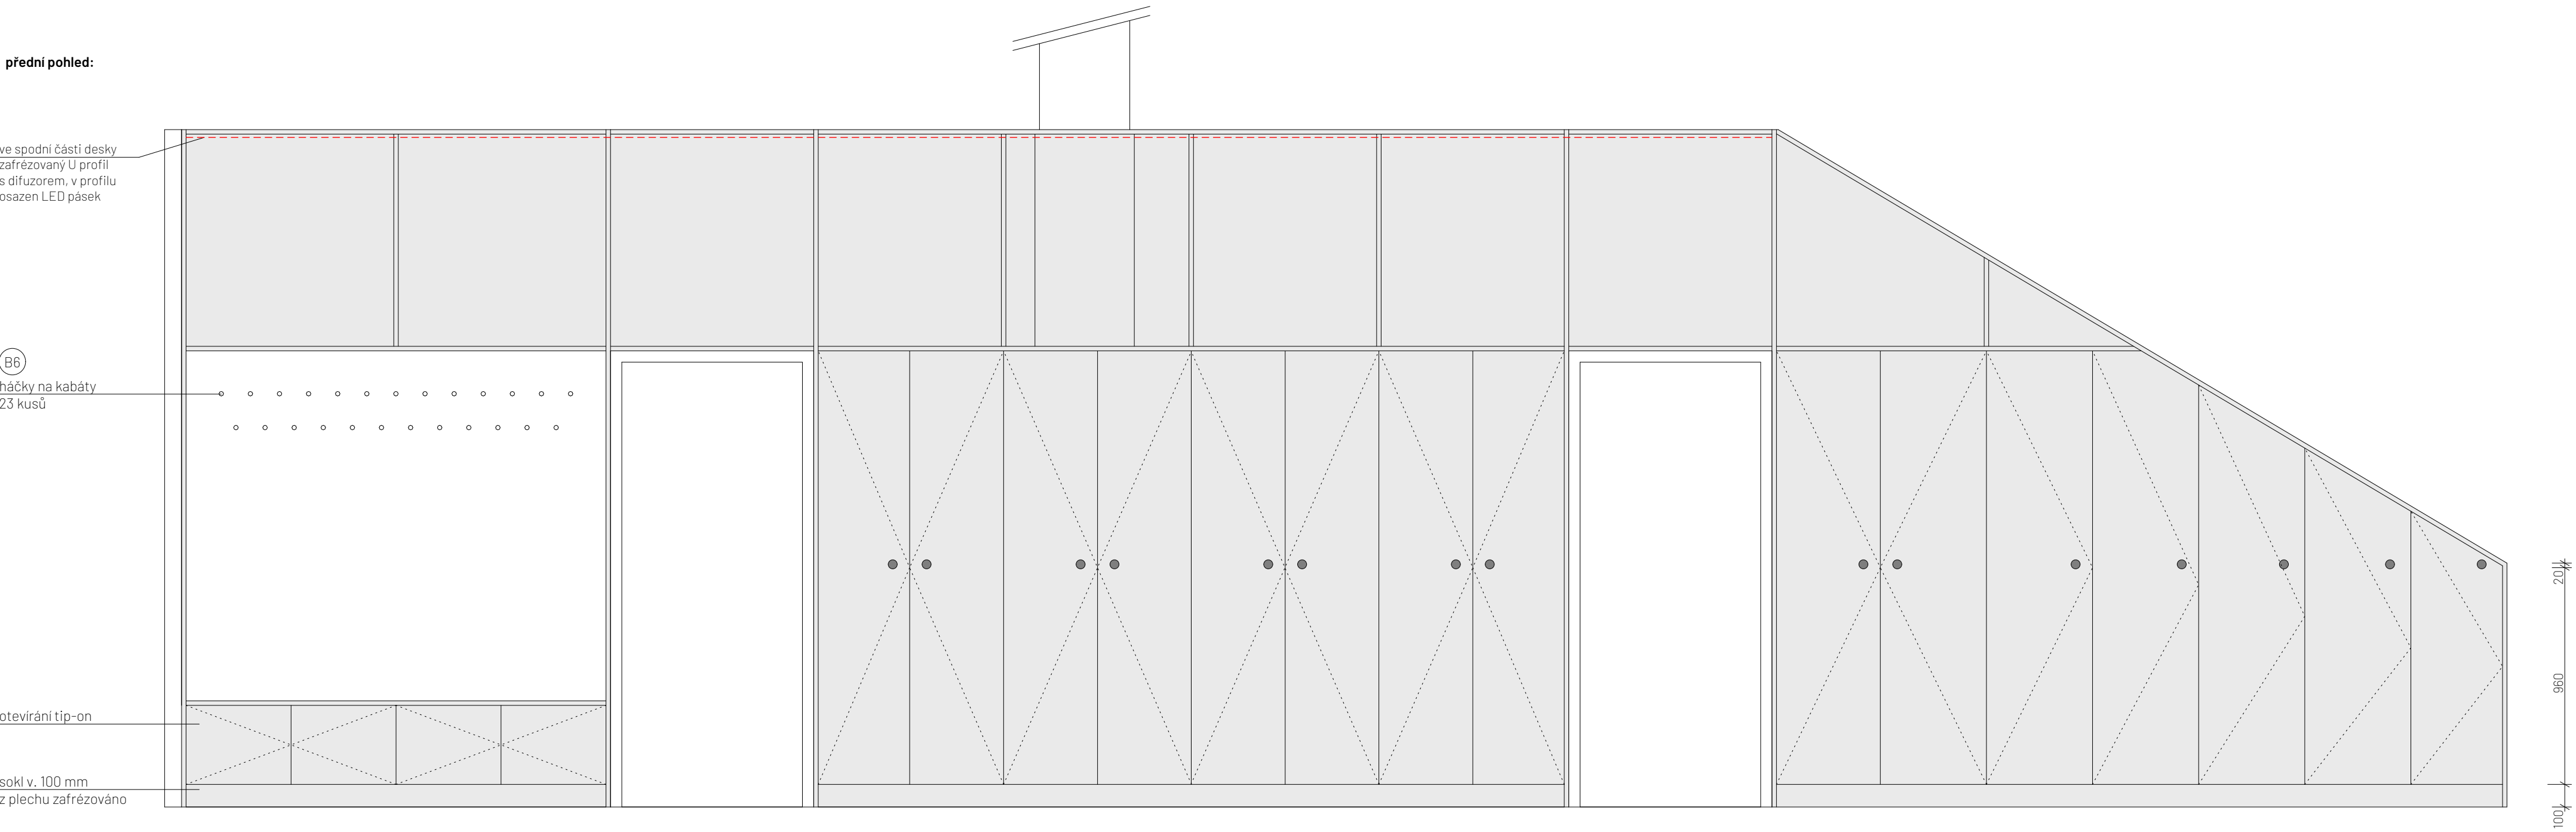 přední pohled:
ve spodní části desky
zafrézovaný U profil
s difuzorem, v profilu
osazen LED pásek
B6
háčky na kabáty
23 kusů
otevírání tip-on
sokl v. 100 mm
z plechu zafrézováno
20
960
100